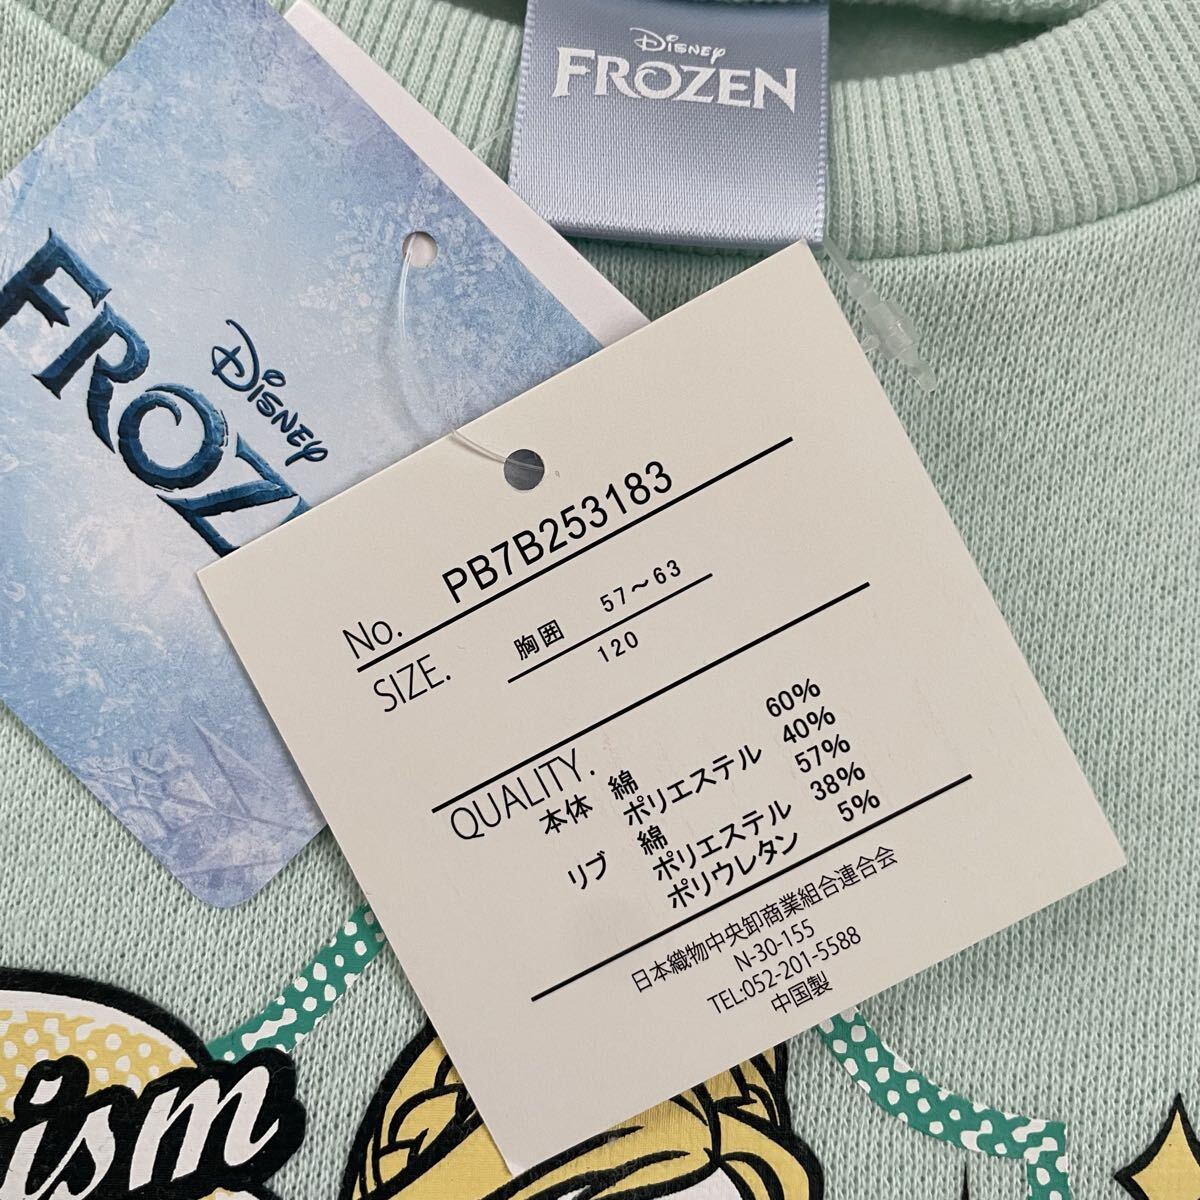 Disney
FROZEN
Disney
FROZ
No. PB7B253183
SIZE. 胸囲 57～63
120
QUALITY.
本体 綿 60%
ポリエステル 40%
リブ 綿 57%
ポリエステル 38%
ポリウレタン 5%
日本織物中央卸商業組合連合会
N-30-155
TEL:052-201-5588
中国製
ism